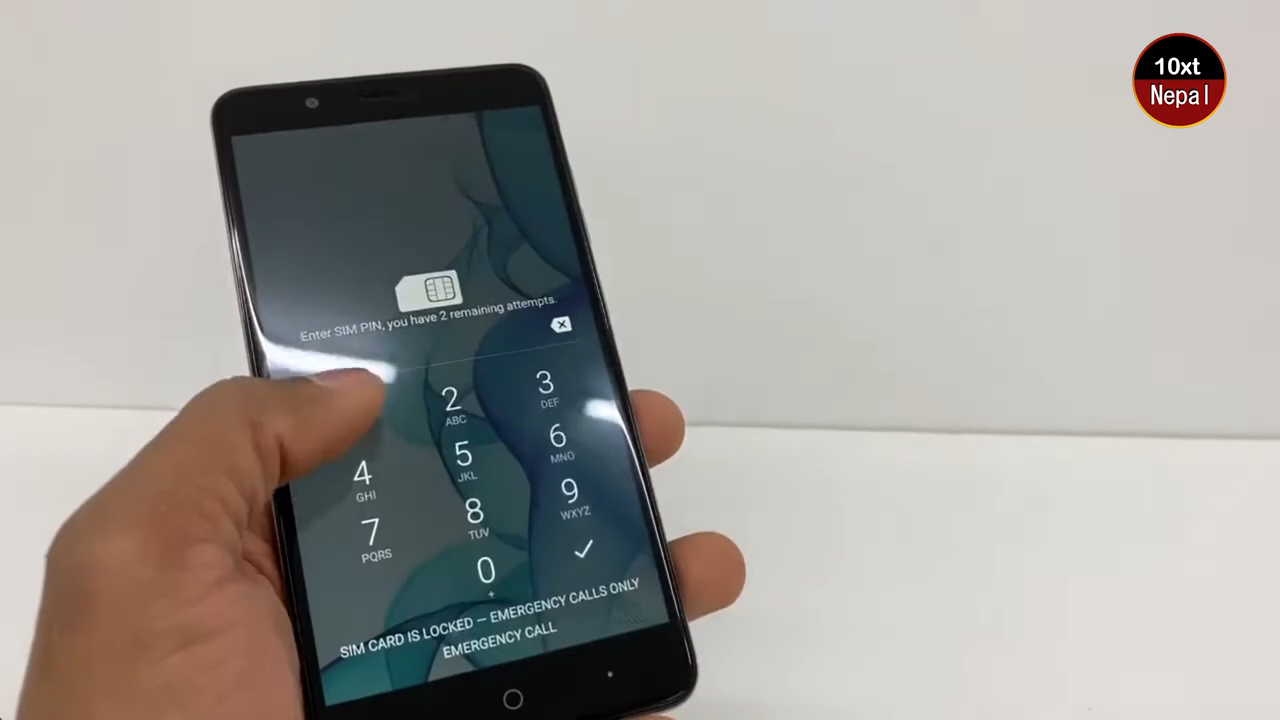 10xt
Nepal
Enter SIM PIN, you have 2 remaining attempts.
2
ABC
3
DEF
4
GHI
5
JKL
6
MNO
7
PQRS
8
TUV
9
WXYZ
0
+
SIM CARD IS LOCKED — EMERGENCY CALLS ONLY
EMERGENCY CALL